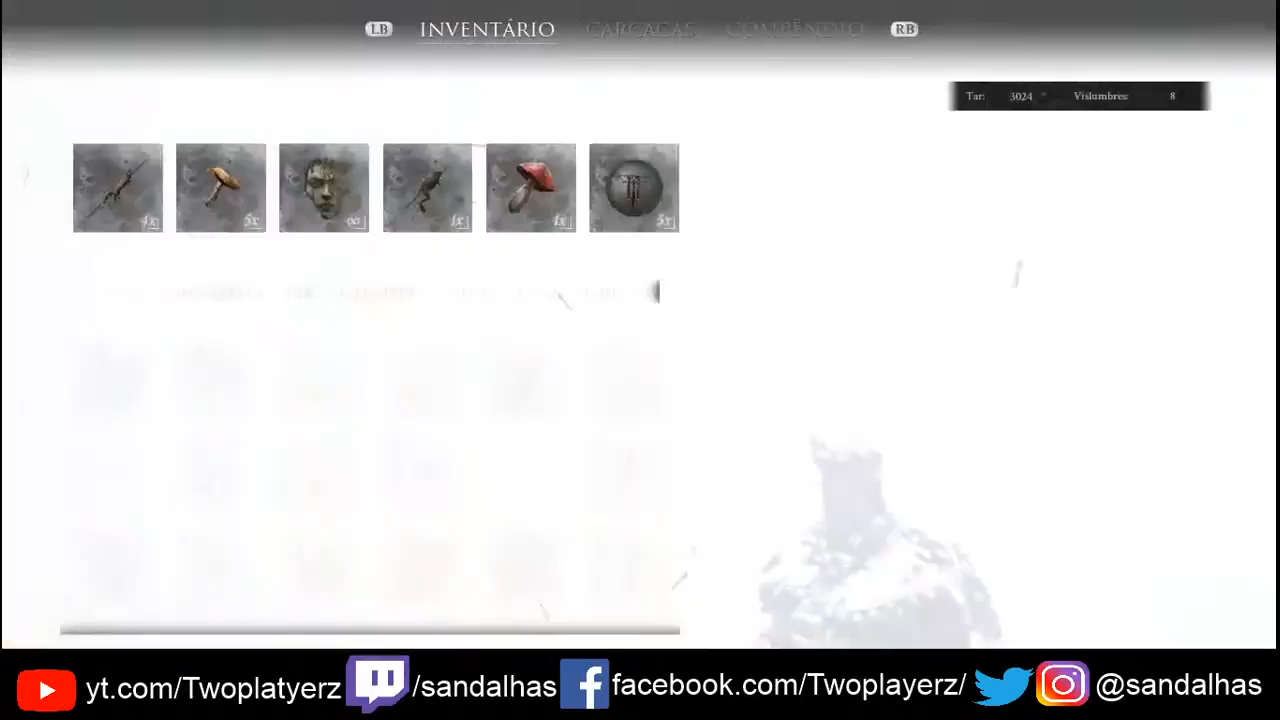 LB INVENTÁRIO CARCAÇAS COMPÊNDIO RB
Tar: 3024 Vislumbres: 8
4x 5x ∞ 1x 1x 5x
yt.com/Twoplatyerz /sandalhas facebook.com/Twoplayerz/ @sandalhas